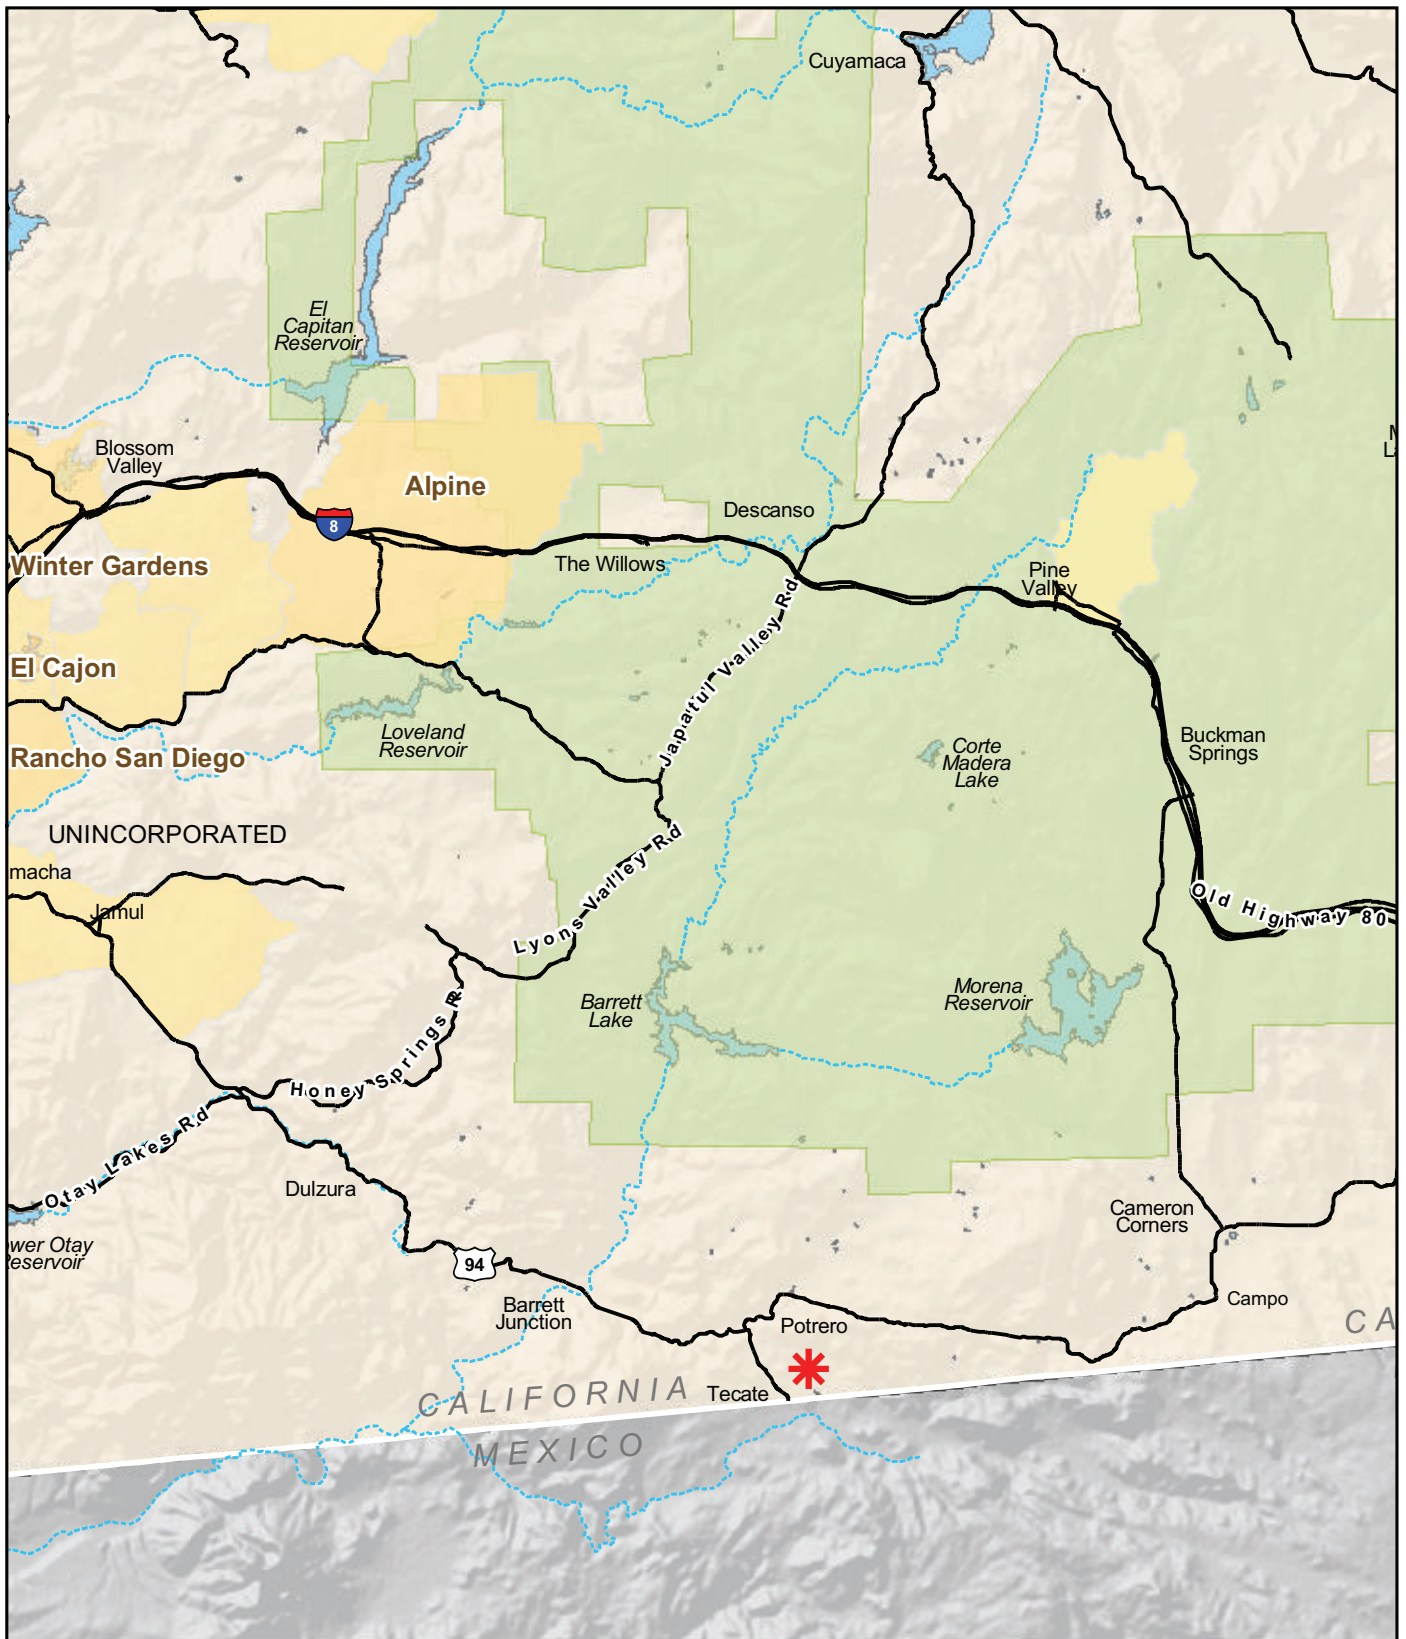 Cuyamaca
El
Capitan
Reservoir
Blossom
Valley
Alpine
8
Descanso
The Willows
Winter Gardens
Pine
Valley
El Cajon
Japatul Valley Rd
Loveland
Reservoir
Rancho San Diego
Corte
Madera
Lake
Buckman
Springs
UNINCORPORATED
Lyons Valley Rd
macha
Jamul
Old Highway 80
Barrett
Lake
Morena
Reservoir
Honey Springs R
Otay Lakes Rd
Dulzura
Cameron
Corners
ower Otay
Reservoir
94
Barrett
Junction
Campo
Potrero
CA
CALIFORNIA
Tecate
MEXICO